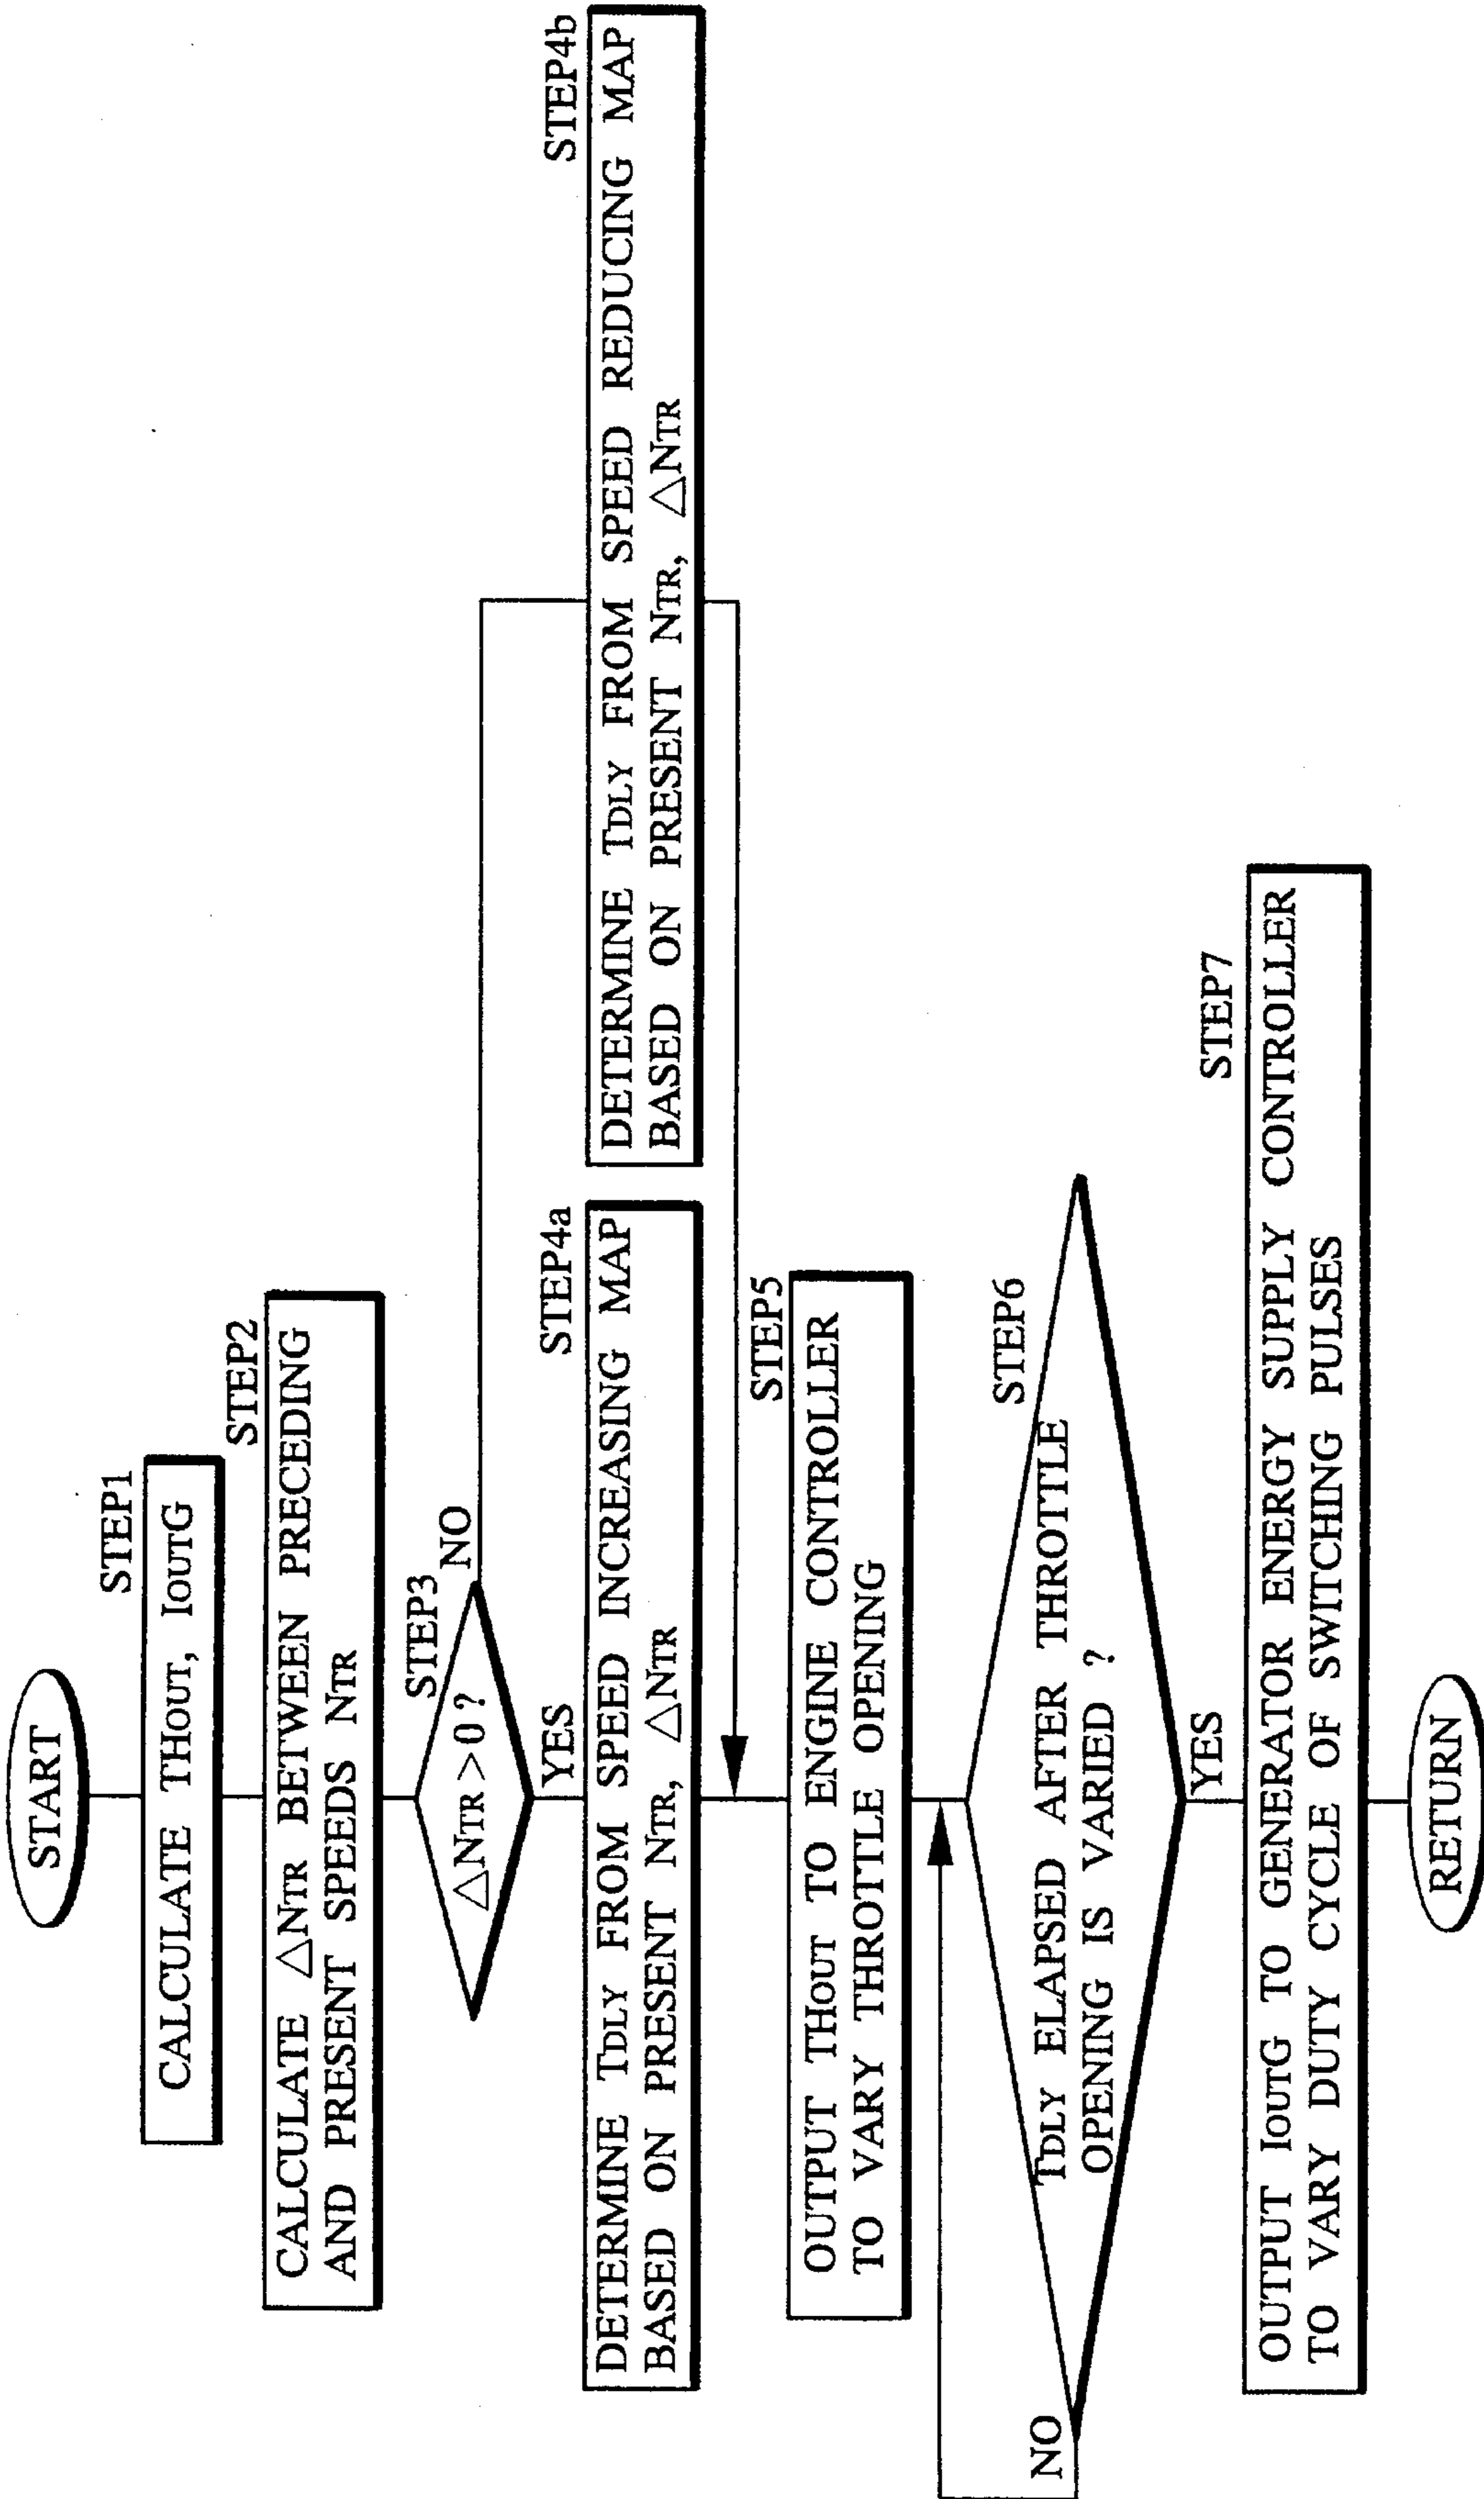 START
STEP1
CALCULATE THOUT, IOUTG
STEP2
CALCULATE △NTR BETWEEN PRECEDING
AND PRESENT SPEEDS NTR
STEP3
△NTR > 0 ?
NO
YES
STEP4a
DETERMINE TDLY FROM SPEED INCREASING MAP
BASED ON PRESENT NTR, △NTR
STEP4b
DETERMINE TDLY FROM SPEED REDUCING MAP
BASED ON PRESENT NTR, △NTR
STEP5
OUTPUT THOUT TO ENGINE CONTROLLER
TO VARY THROTTLE OPENING
STEP6
TDLY ELAPSED AFTER THROTTLE
OPENING IS VARIED ?
NO
YES
STEP7
OUTPUT IOUTG TO GENERATOR ENERGY SUPPLY CONTROLLER
TO VARY DUTY CYCLE OF SWITCHING PULSES
RETURN